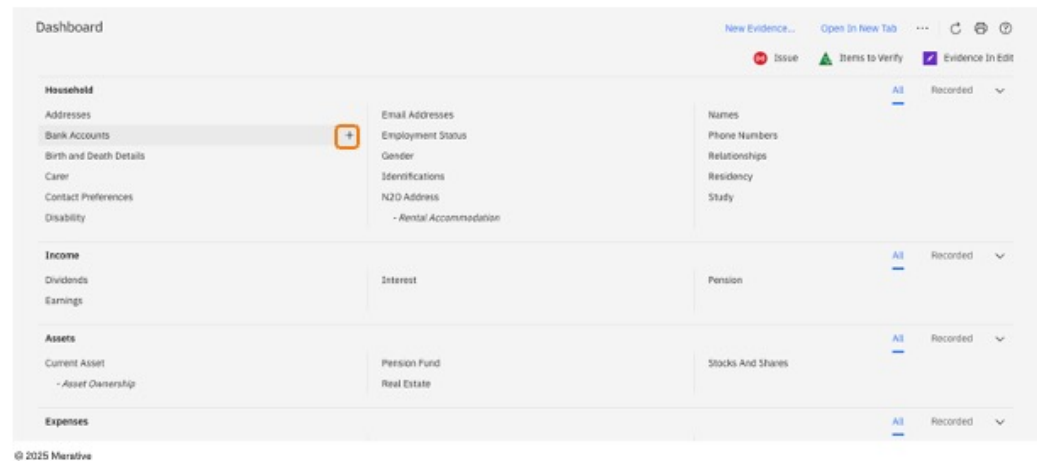 Dashboard
New Evidence... Open In New Tab ...
Issue Items to Verify Evidence In Edit
Household All Recorded
Addresses Email Addresses Names
Bank Accounts + Employment Status Phone Numbers
Birth and Death Details Gender Relationships
Carer Identifications Residency
Contact Preferences N2O Address Study
Disability - Rental Accommodation
Income All Recorded
Dividends Interest Pension
Earnings
Assets All Recorded
Current Asset Pension Fund Stocks And Shares
- Asset Ownership Real Estate
Expenses All Recorded
© 2025 Merative